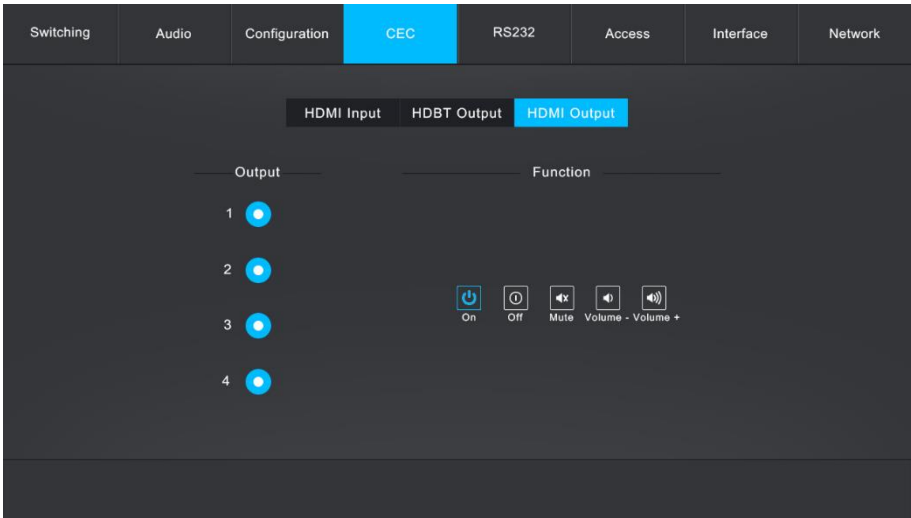 Switching Audio Configuration CEC RS232 Access Interface Network
HDMI Input HDBT Output HDMI Output
Output Function
1
2
On Off Mute Volume - Volume +
3
4